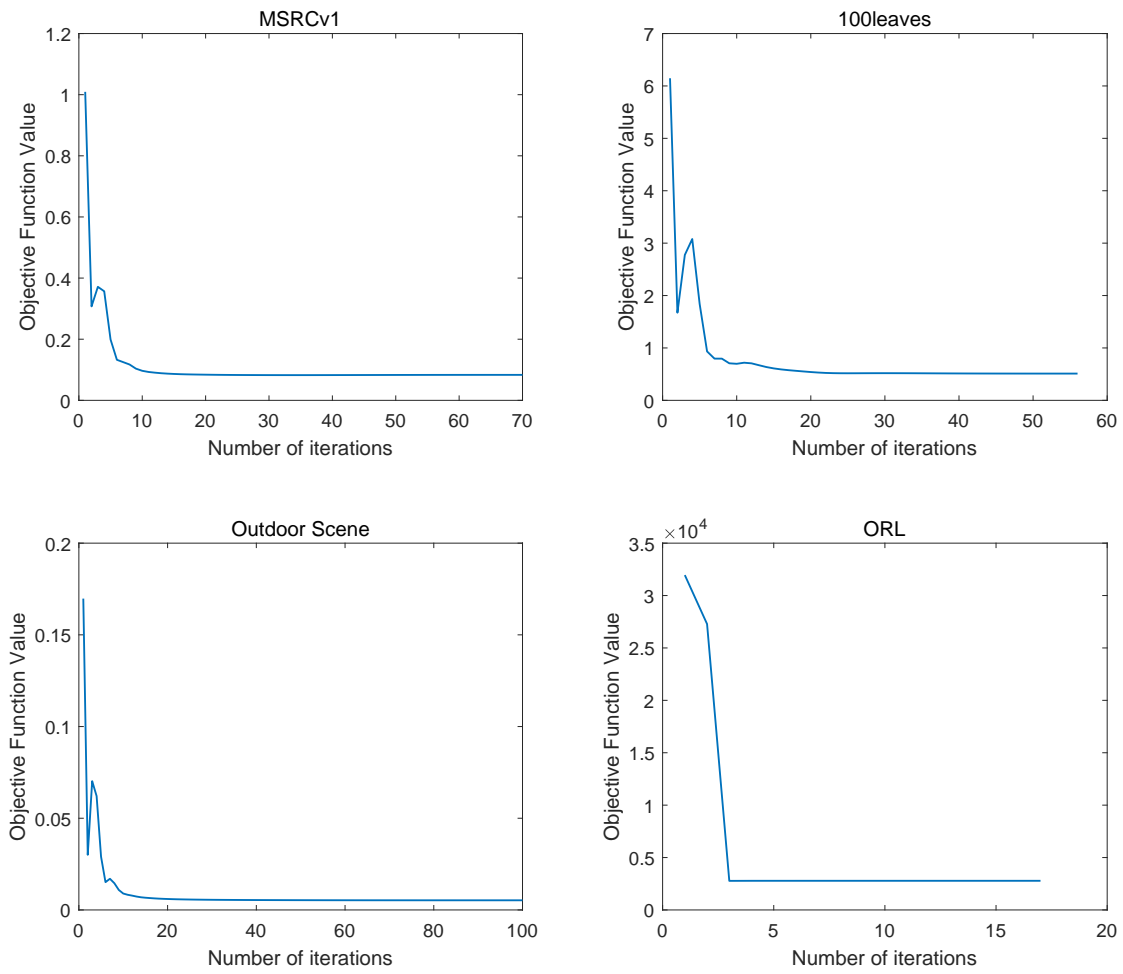 MSRCv1
1.2
1
0.8
0.6
0.4
0.2
0
Objective Function Value
0 10 20 30 40 50 60 70
Number of iterations
100leaves
7
6
5
4
3
2
1
0
Objective Function Value
0 10 20 30 40 50 60
Number of iterations
Outdoor Scene
0.2
0.15
0.1
0.05
0
Objective Function Value
0 20 40 60 80 100
Number of iterations
ORL
×10⁴
3.5
3
2.5
2
1.5
1
0.5
0
Objective Function Value
0 5 10 15 20
Number of iterations